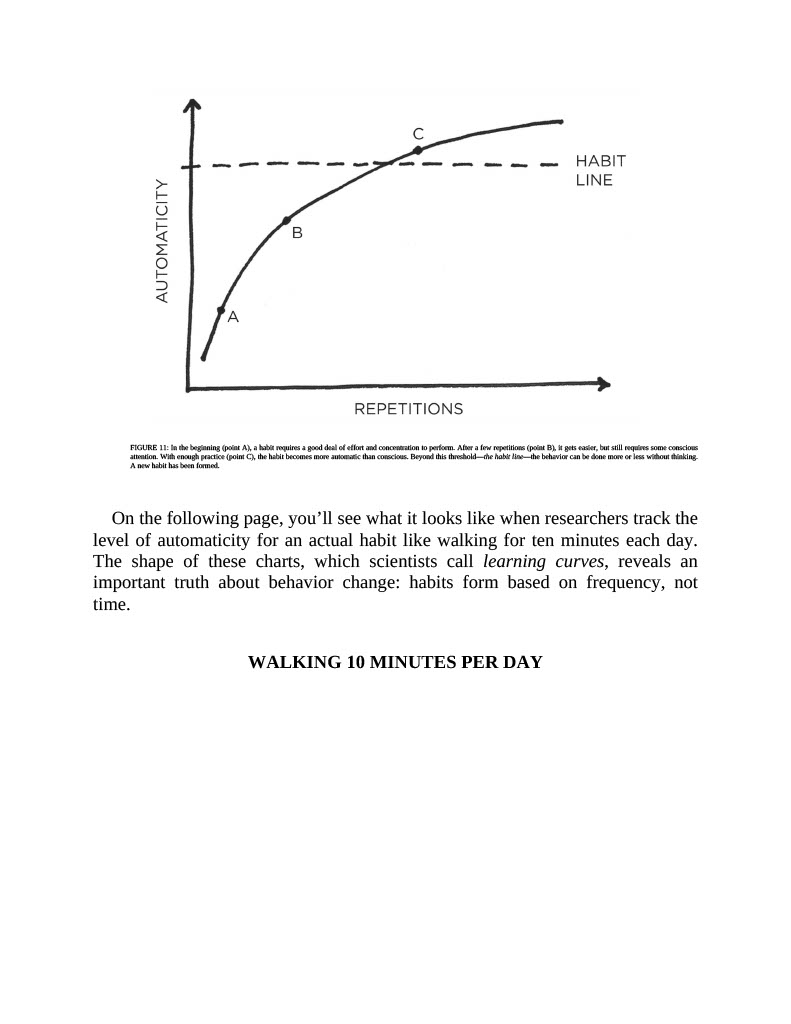 C
HABIT
LINE
AUTOMATICITY
B
A
REPETITIONS
FIGURE 11: In the beginning (point A), a habit requires a good deal of effort and concentration to perform. After a few repetitions (point B), it gets easier, but still requires some conscious
attention. With enough practice (point C), the habit becomes more automatic than conscious. Beyond this threshold—the habit line—the behavior can be done more or less without thinking.
A new habit has been formed.
On the following page, you’ll see what it looks like when researchers track the
level of automaticity for an actual habit like walking for ten minutes each day.
The shape of these charts, which scientists call learning curves, reveals an
important truth about behavior change: habits form based on frequency, not
time.
WALKING 10 MINUTES PER DAY